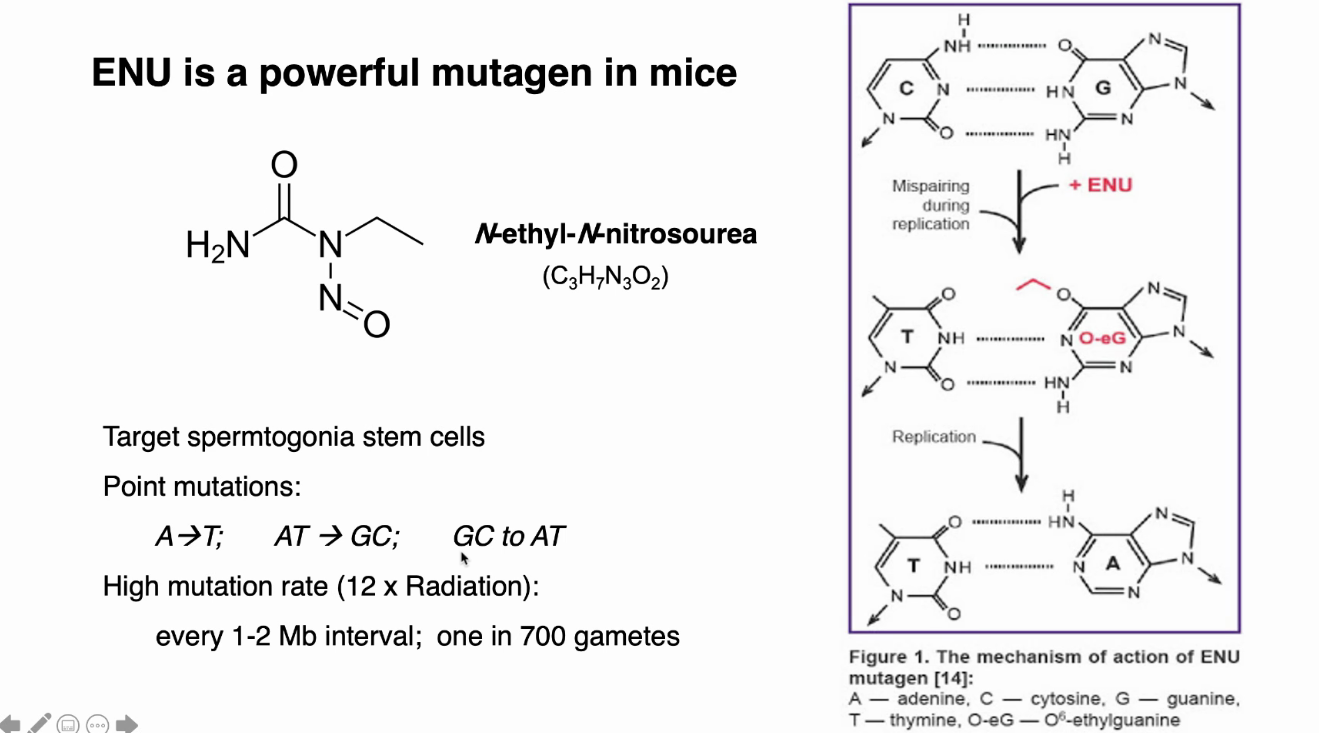 ENU is a powerful mutagen in mice
O
H₂N
N
N
O
N-ethyl-N-nitrosourea
(C₃H₇N₃O₂)
Target spermtogonia stem cells
Point mutations:
A→T; AT → GC; GC to AT
High mutation rate (12 x Radiation):
every 1-2 Mb interval; one in 700 gametes
H
NH
O
N
C
N
HN
G
N
N
O
HN
N
H
Mispairing
during
replication
+ ENU
O
O
N
T
NH
N
O-eG
N
N
O
HN
N
H
Replication
H
O
HN
N
T
NH
N
A
N
N
O
N
Figure 1. The mechanism of action of ENU
mutagen [14]:
A — adenine, C — cytosine, G — guanine,
T — thymine, O-eG — O⁶-ethylguanine